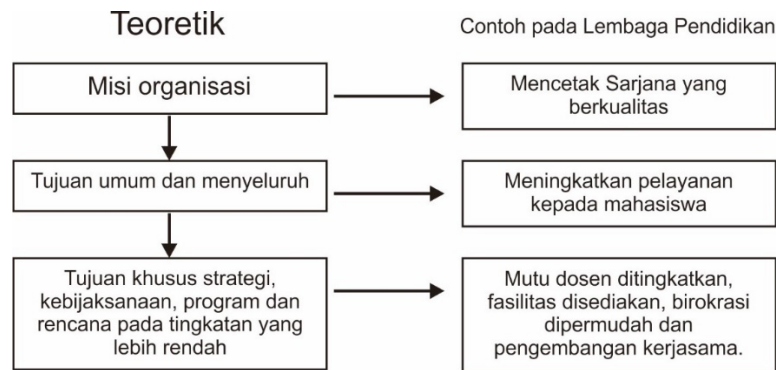 Teoretik
Contoh pada Lembaga Pendidikan
Misi organisasi
Mencetak Sarjana yang
berkualitas
Tujuan umum dan menyeluruh
Meningkatkan pelayanan
kepada mahasiswa
Tujuan khusus strategi,
kebijaksanaan, program dan
rencana pada tingkatan yang
lebih rendah
Mutu dosen ditingkatkan,
fasilitas disediakan, birokrasi
dipermudah dan
pengembangan kerjasama.